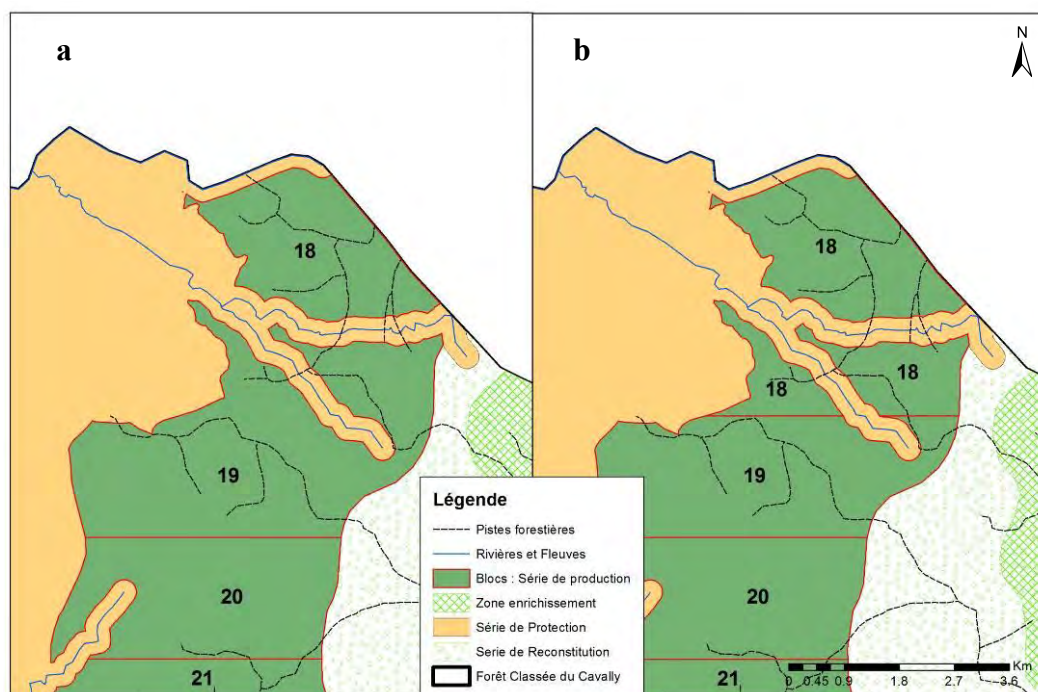 a
b
N
18
18
18
18
19
19
20
20
21
Légende
Pistes forestières
Rivières et Fleuves
Blocs : Série de production
Zone enrichissement
Série de Protection
Serie de Reconstitution
Forêt Classée du Cavally
Km
0 0.45 0.9 1.8 2.7 3.6